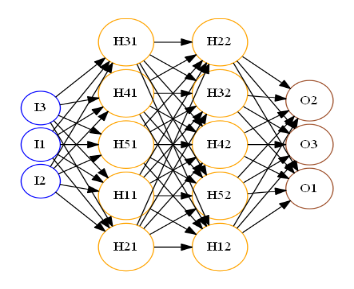 H31 H22
I3 H41 H32 O2
I1 H51 H42 O3
I2 H11 H52 O1
H21 H12